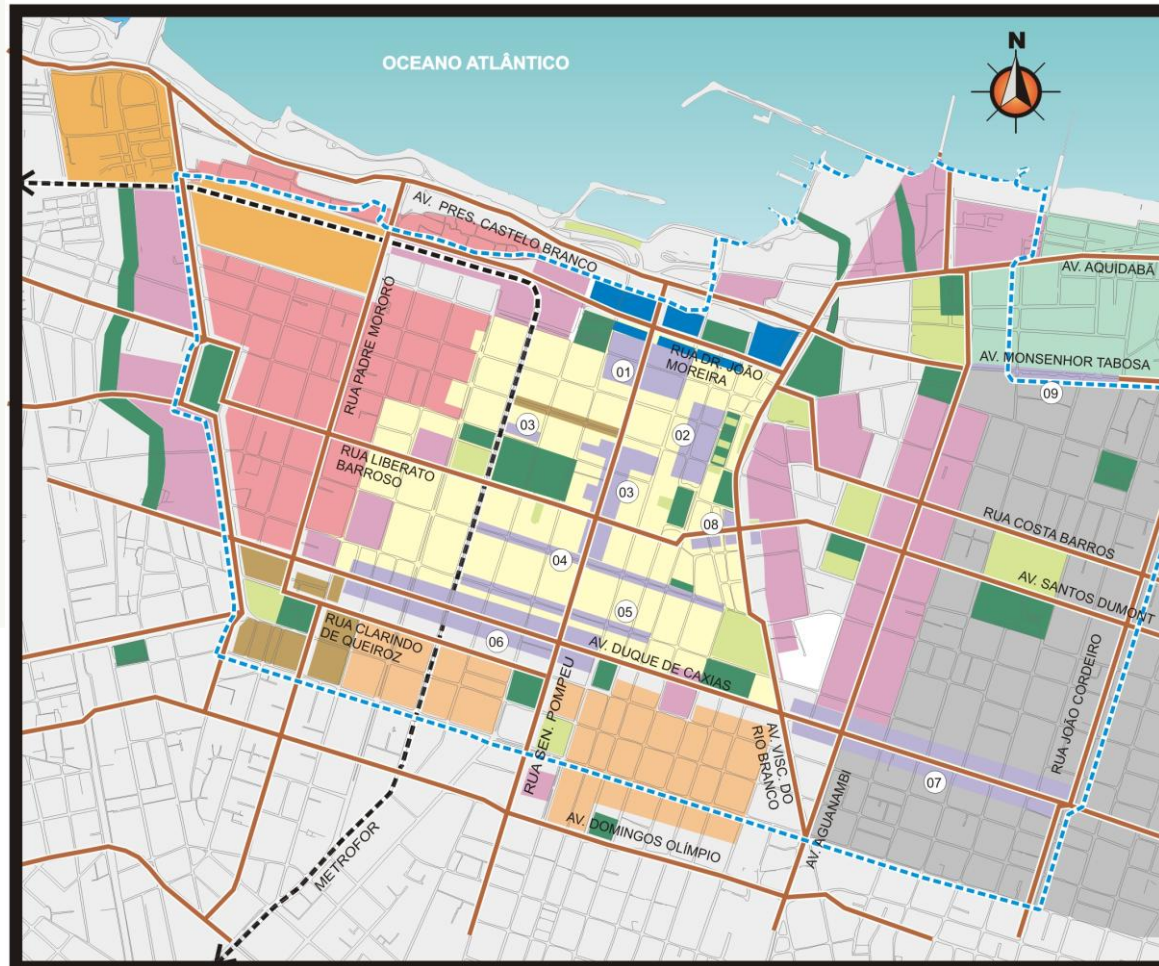 OCEANO ATLÂNTICO
N
AV. PRES. CASTELO BRANCO
AV. AQUIDABÃ
RUA PADRE MORORÓ
RUA DR. JOÃO
MOREIRA
AV. MONSENHOR TABOSA
01
09
03
02
RUA LIBERATO
BARROSO
03
08
RUA COSTA BARROS
04
AV. SANTOS DUMONT
05
RUA CLARINDO
DE QUEIROZ
06
AV. DUQUE DE CAXIAS
RUA JOÃO CORDEIRO
RUA SEN. POMPEU
AV. VISC. DO
RIO BRANCO
07
AV. AGUANAMBI
AV. DOMINGOS OLÍMPIO
METROFOR